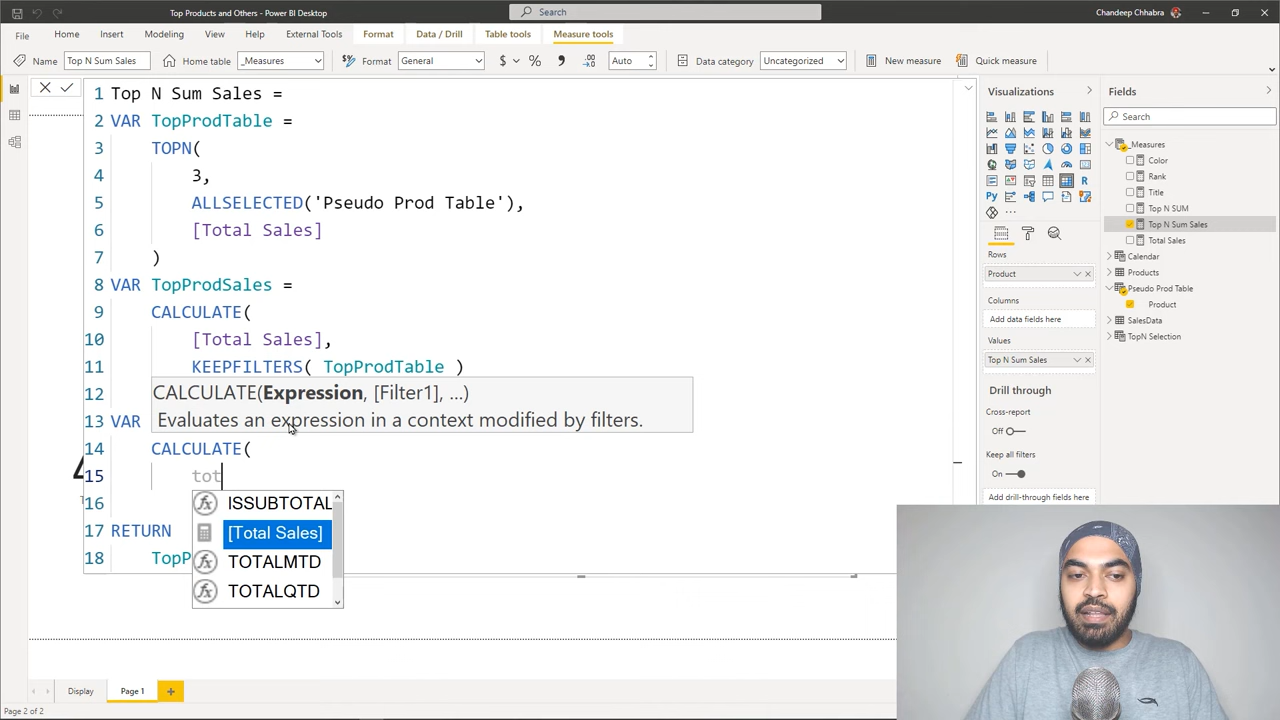 Top Products and Others - Power BI Desktop
Search
Chandeep Chhabra
File
Home
Insert
Modeling
View
Help
External Tools
Format
Data / Drill
Table tools
Measure tools
Name
Top N Sum Sales
Home table
_Measures
Format
General
$
%
Auto
Data category
Uncategorized
New measure
Quick measure
1 Top N Sum Sales =
2 VAR TopProdTable =
3 TOPN(
4 3,
5 ALLSELECTED('Pseudo Prod Table'),
6 [Total Sales]
7 )
8 VAR TopProdSales =
9 CALCULATE(
10 [Total Sales],
11 KEEPFILTERS( TopProdTable )
12
CALCULATE(Expression, [Filter1], ...)
Evaluates an expression in a context modified by filters.
13 VAR
14 CALCULATE(
15 tot
16
17 RETURN
18 TopP
ISSUBTOTAL
[Total Sales]
TOTALMTD
TOTALQTD
Visualizations
Rows
Product
Columns
Add data fields here
Values
Top N Sum Sales
Drill through
Cross-report
Off
Keep all filters
On
Add drill-through fields here
Fields
Search
_Measures
Color
Rank
Title
Top N SUM
Top N Sum Sales
Total Sales
Calendar
Products
Pseudo Prod Table
Product
SalesData
TopN Selection
Display
Page 1
Page 2 of 2